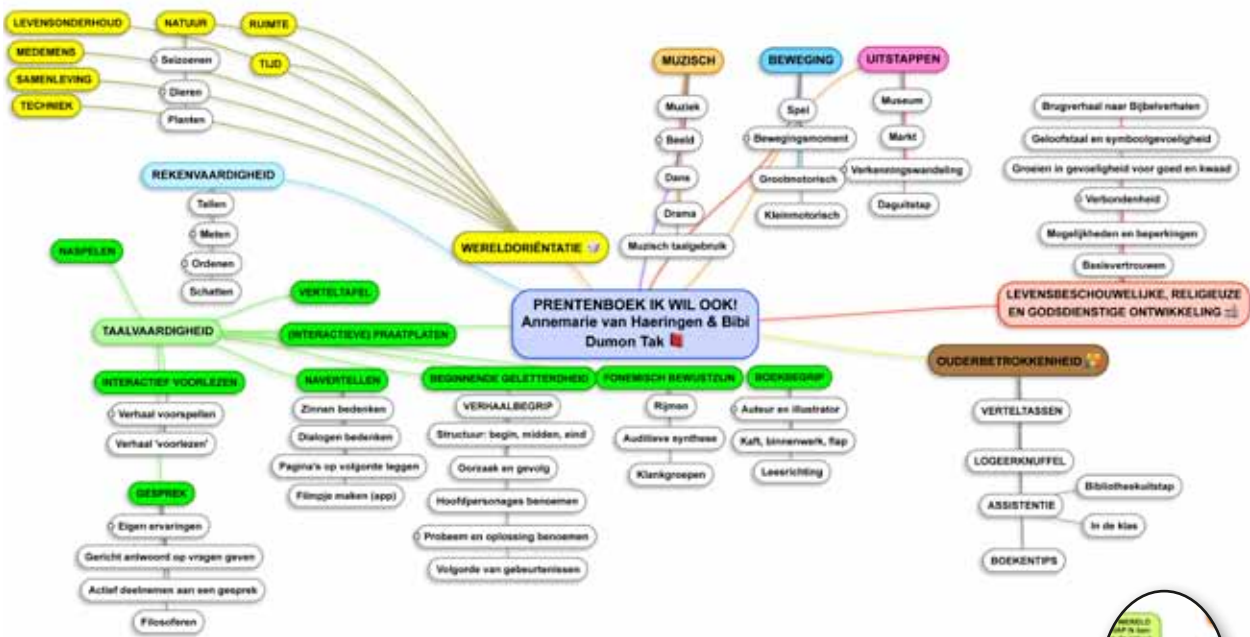 LEVENSONDERHOUD
NATUUR
RUIMTE
MEDEMENS
Seizoenen
TIJD
SAMENLEVING
Dieren
TECHNIEK
Planten
REKENVAARDIGHEID
Tellen
Meten
Ordenen
Schatten
WERELDORIËNTATIE
MUZISCH
Muziek
Beeld
Dans
Drama
Muzisch taalgebruik
BEWEGING
Spel
Bewegingsmoment
Grootmotorisch
Kleinmotorisch
UITSTAPPEN
Museum
Markt
Verkenningswandeling
Daguitstap
Brugverhaal naar Bijbelverhalen
Geloofstaal en symboolgevoeligheid
Groeien in gevoeligheid voor goed en kwaad
Verbondenheid
Mogelijkheden en beperkingen
Basisvertrouwen
LEVENSBESCHOUWELIJKE, RELIGIEUZE
EN GODSDIENSTIGE ONTWIKKELING
PRENTENBOEK IK WIL OOK!
Annemarie van Haeringen & Bibi
Dumon Tak
NASPELEN
VERTELTAFEL
TAALVAARDIGHEID
(INTERACTIEVE) PRAATPLATEN
INTERACTIEF VOORLEZEN
Verhaal voorspellen
Verhaal 'voorlezen'
GESPREK
Eigen ervaringen
Gericht antwoord op vragen geven
Actief deelnemen aan een gesprek
Filosoferen
NAVERTELLEN
Zinnen bedenken
Dialogen bedenken
Pagina's op volgorde leggen
Filmpje maken (app)
BEGINNENDE GELETTERDHEID
VERHAALBEGRIP
Structuur: begin, midden, eind
Oorzaak en gevolg
Hoofdpersonages benoemen
Probeem en oplossing benoemen
Volgorde van gebeurtenissen
FONEMISCH BEWUSTZIJN
Rijmen
Auditieve synthese
Klankgroepen
BOEKBEGRIP
Auteur en illustrator
Kaft, binnenwerk, flap
Leesrichting
OUDERBETROKKENHEID
VERTELTASSEN
LOGEERKNUFFEL
ASSISTENTIE
Bibliotheekuitstap
In de klas
BOEKENTIPS